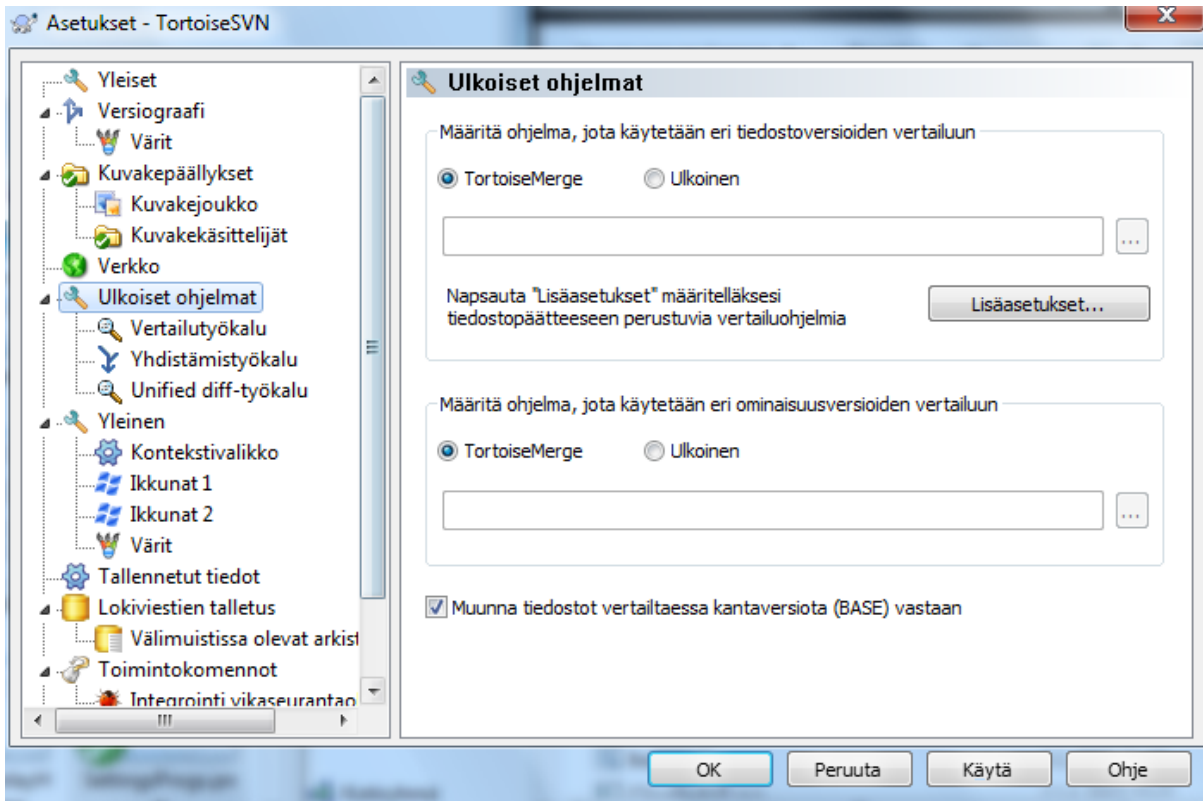 Asetukset - TortoiseSVN
Yleiset
Versiograafi
Värit
Kuvakepäällykset
Kuvakejoukko
Kuvakekäsittelijät
Verkko
Ulkoiset ohjelmat
Vertailutyökalu
Yhdistämistyökalu
Unified diff-työkalu
Yleinen
Kontekstivalikko
Ikkunat 1
Ikkunat 2
Värit
Tallennetut tiedot
Lokiviestien talletus
Välimuistissa olevat arkist
Toimintokomennot
Integrointi vikaseurantao
Ulkoiset ohjelmat
Määritä ohjelma, jota käytetään eri tiedostoversioiden vertailuun
TortoiseMerge Ulkoinen
...
Napsauta "Lisäasetukset" määritelläksesi
tiedostopäätteeseen perustuvia vertailuohjelmia
Lisäasetukset...
Määritä ohjelma, jota käytetään eri ominaisuusversioiden vertailuun
TortoiseMerge Ulkoinen
...
Muunna tiedostot vertailtaessa kantaversiota (BASE) vastaan
OK Peruuta Käytä Ohje